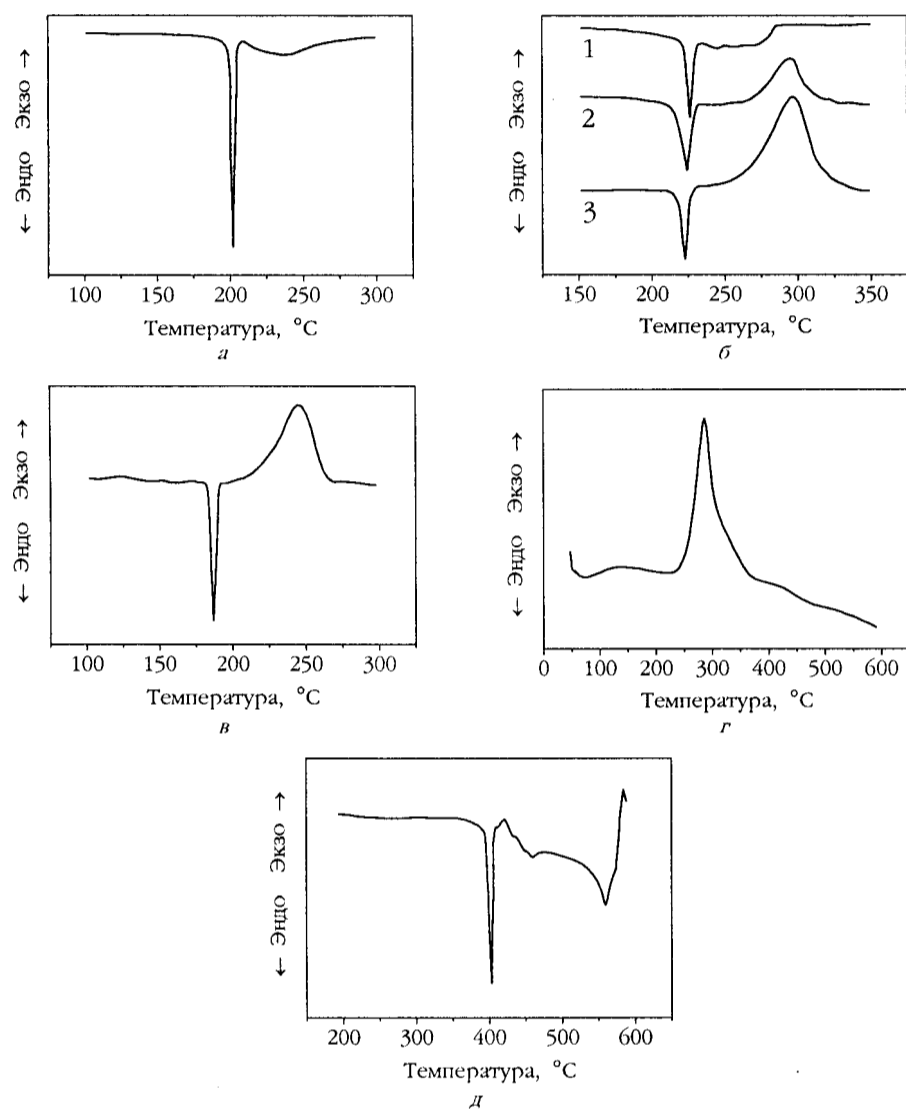 ← Эндо Экзо →
100 150 200 250 300
Температура, °C
а
← Эндо Экзо →
1
2
3
150 200 250 300 350
Температура, °C
б
← Эндо Экзо →
100 150 200 250 300
Температура, °C
в
← Эндо Экзо →
0 100 200 300 400 500 600
Температура, °C
г
← Эндо Экзо →
200 300 400 500 600
Температура, °C
д